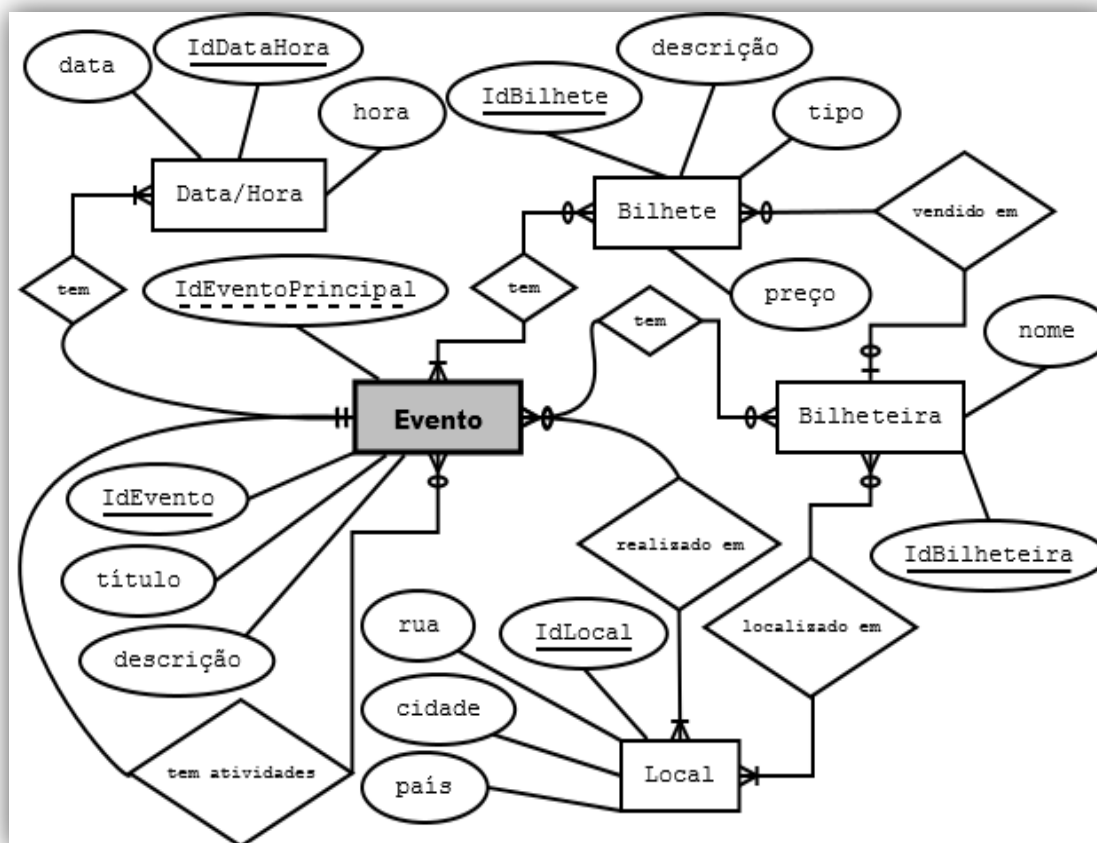 IdDataHora
descrição
data
IdBilhete
hora
tipo
Data/Hora
Bilhete
vendido em
tem
IdEventoPrincipal
tem
preço
tem
nome
Evento
Bilheteira
IdEvento
realizado em
IdBilheteira
título
rua
IdLocal
localizado em
descrição
cidade
tem atividades
Local
país